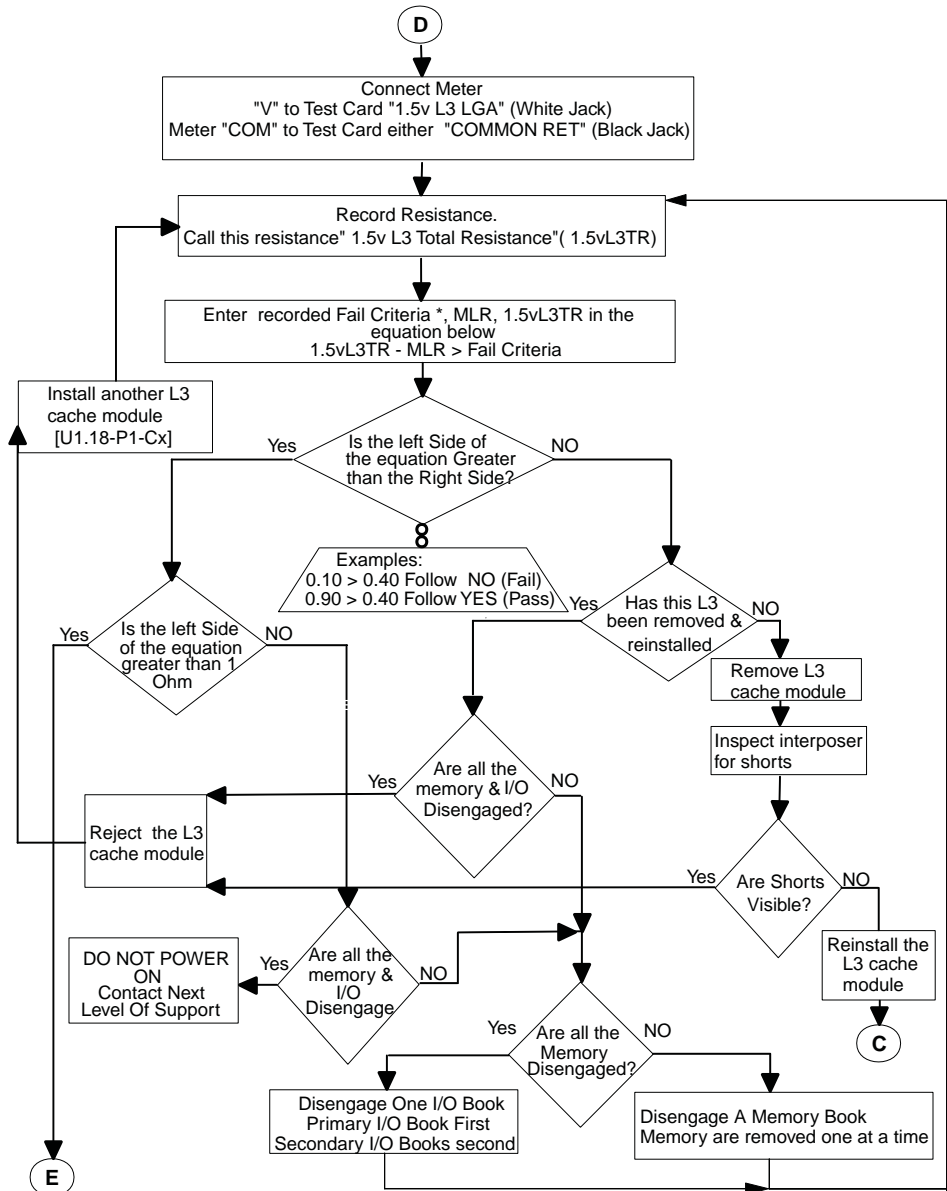 D
Connect Meter
"V" to Test Card "1.5v L3 LGA" (White Jack)
Meter "COM" to Test Card either "COMMON RET" (Black Jack)
Record Resistance.
Call this resistance" 1.5v L3 Total Resistance"( 1.5vL3TR)
Enter recorded Fail Criteria *, MLR, 1.5vL3TR in the
equation below
1.5vL3TR - MLR > Fail Criteria
Install another L3
cache module
[U1.18-P1-Cx]
Yes
Is the left Side of
the equation Greater
than the Right Side?
NO
Examples:
0.10 > 0.40 Follow NO (Fail)
0.90 > 0.40 Follow YES (Pass)
Yes
Is the left Side
of the equation
greater than 1
Ohm
NO
Yes
Has this L3
been removed &
reinstalled
NO
Remove L3
cache module
Inspect interposer
for shorts
Yes
Are all the
memory & I/O
Disengaged?
NO
Reject the L3
cache module
Yes
Are Shorts
Visible?
NO
Reinstall the
L3 cache
module
C
DO NOT POWER
ON
Contact Next
Level Of Support
Yes
Are all the
memory &
I/O
Disengage
NO
Yes
Are all the
Memory
Disengaged?
NO
Disengage One I/O Book
Primary I/O Book First
Secondary I/O Books second
Disengage A Memory Book
Memory are removed one at a time
E